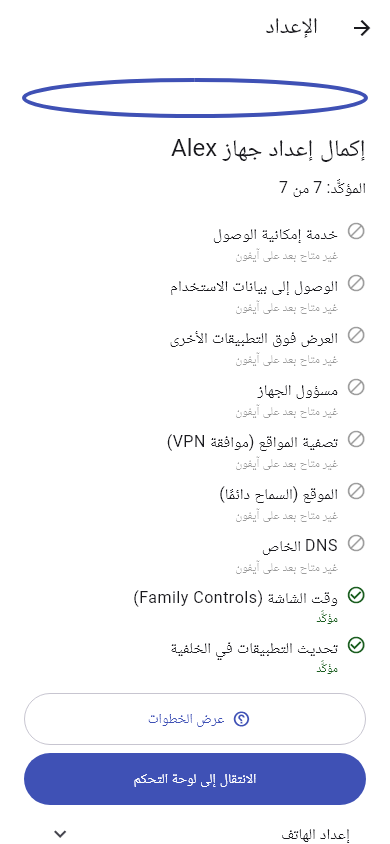 الإعداد
إكمال إعداد جهاز Alex
المؤكَّد: 7 من 7
خدمة إمكانية الوصول
غير متاح بعد على آيفون
الوصول إلى بيانات الاستخدام
غير متاح بعد على آيفون
العرض فوق التطبيقات الأخرى
غير متاح بعد على آيفون
مسؤول الجهاز
غير متاح بعد على آيفون
تصفية المواقع (موافقة VPN)
غير متاح بعد على آيفون
الموقع (السماح دائمًا)
غير متاح بعد على آيفون
DNS الخاص
غير متاح بعد على آيفون
وقت الشاشة (Family Controls)
مؤكَّد
تحديث التطبيقات في الخلفية
مؤكَّد
عرض الخطوات
الانتقال إلى لوحة التحكم
إعداد الهاتف